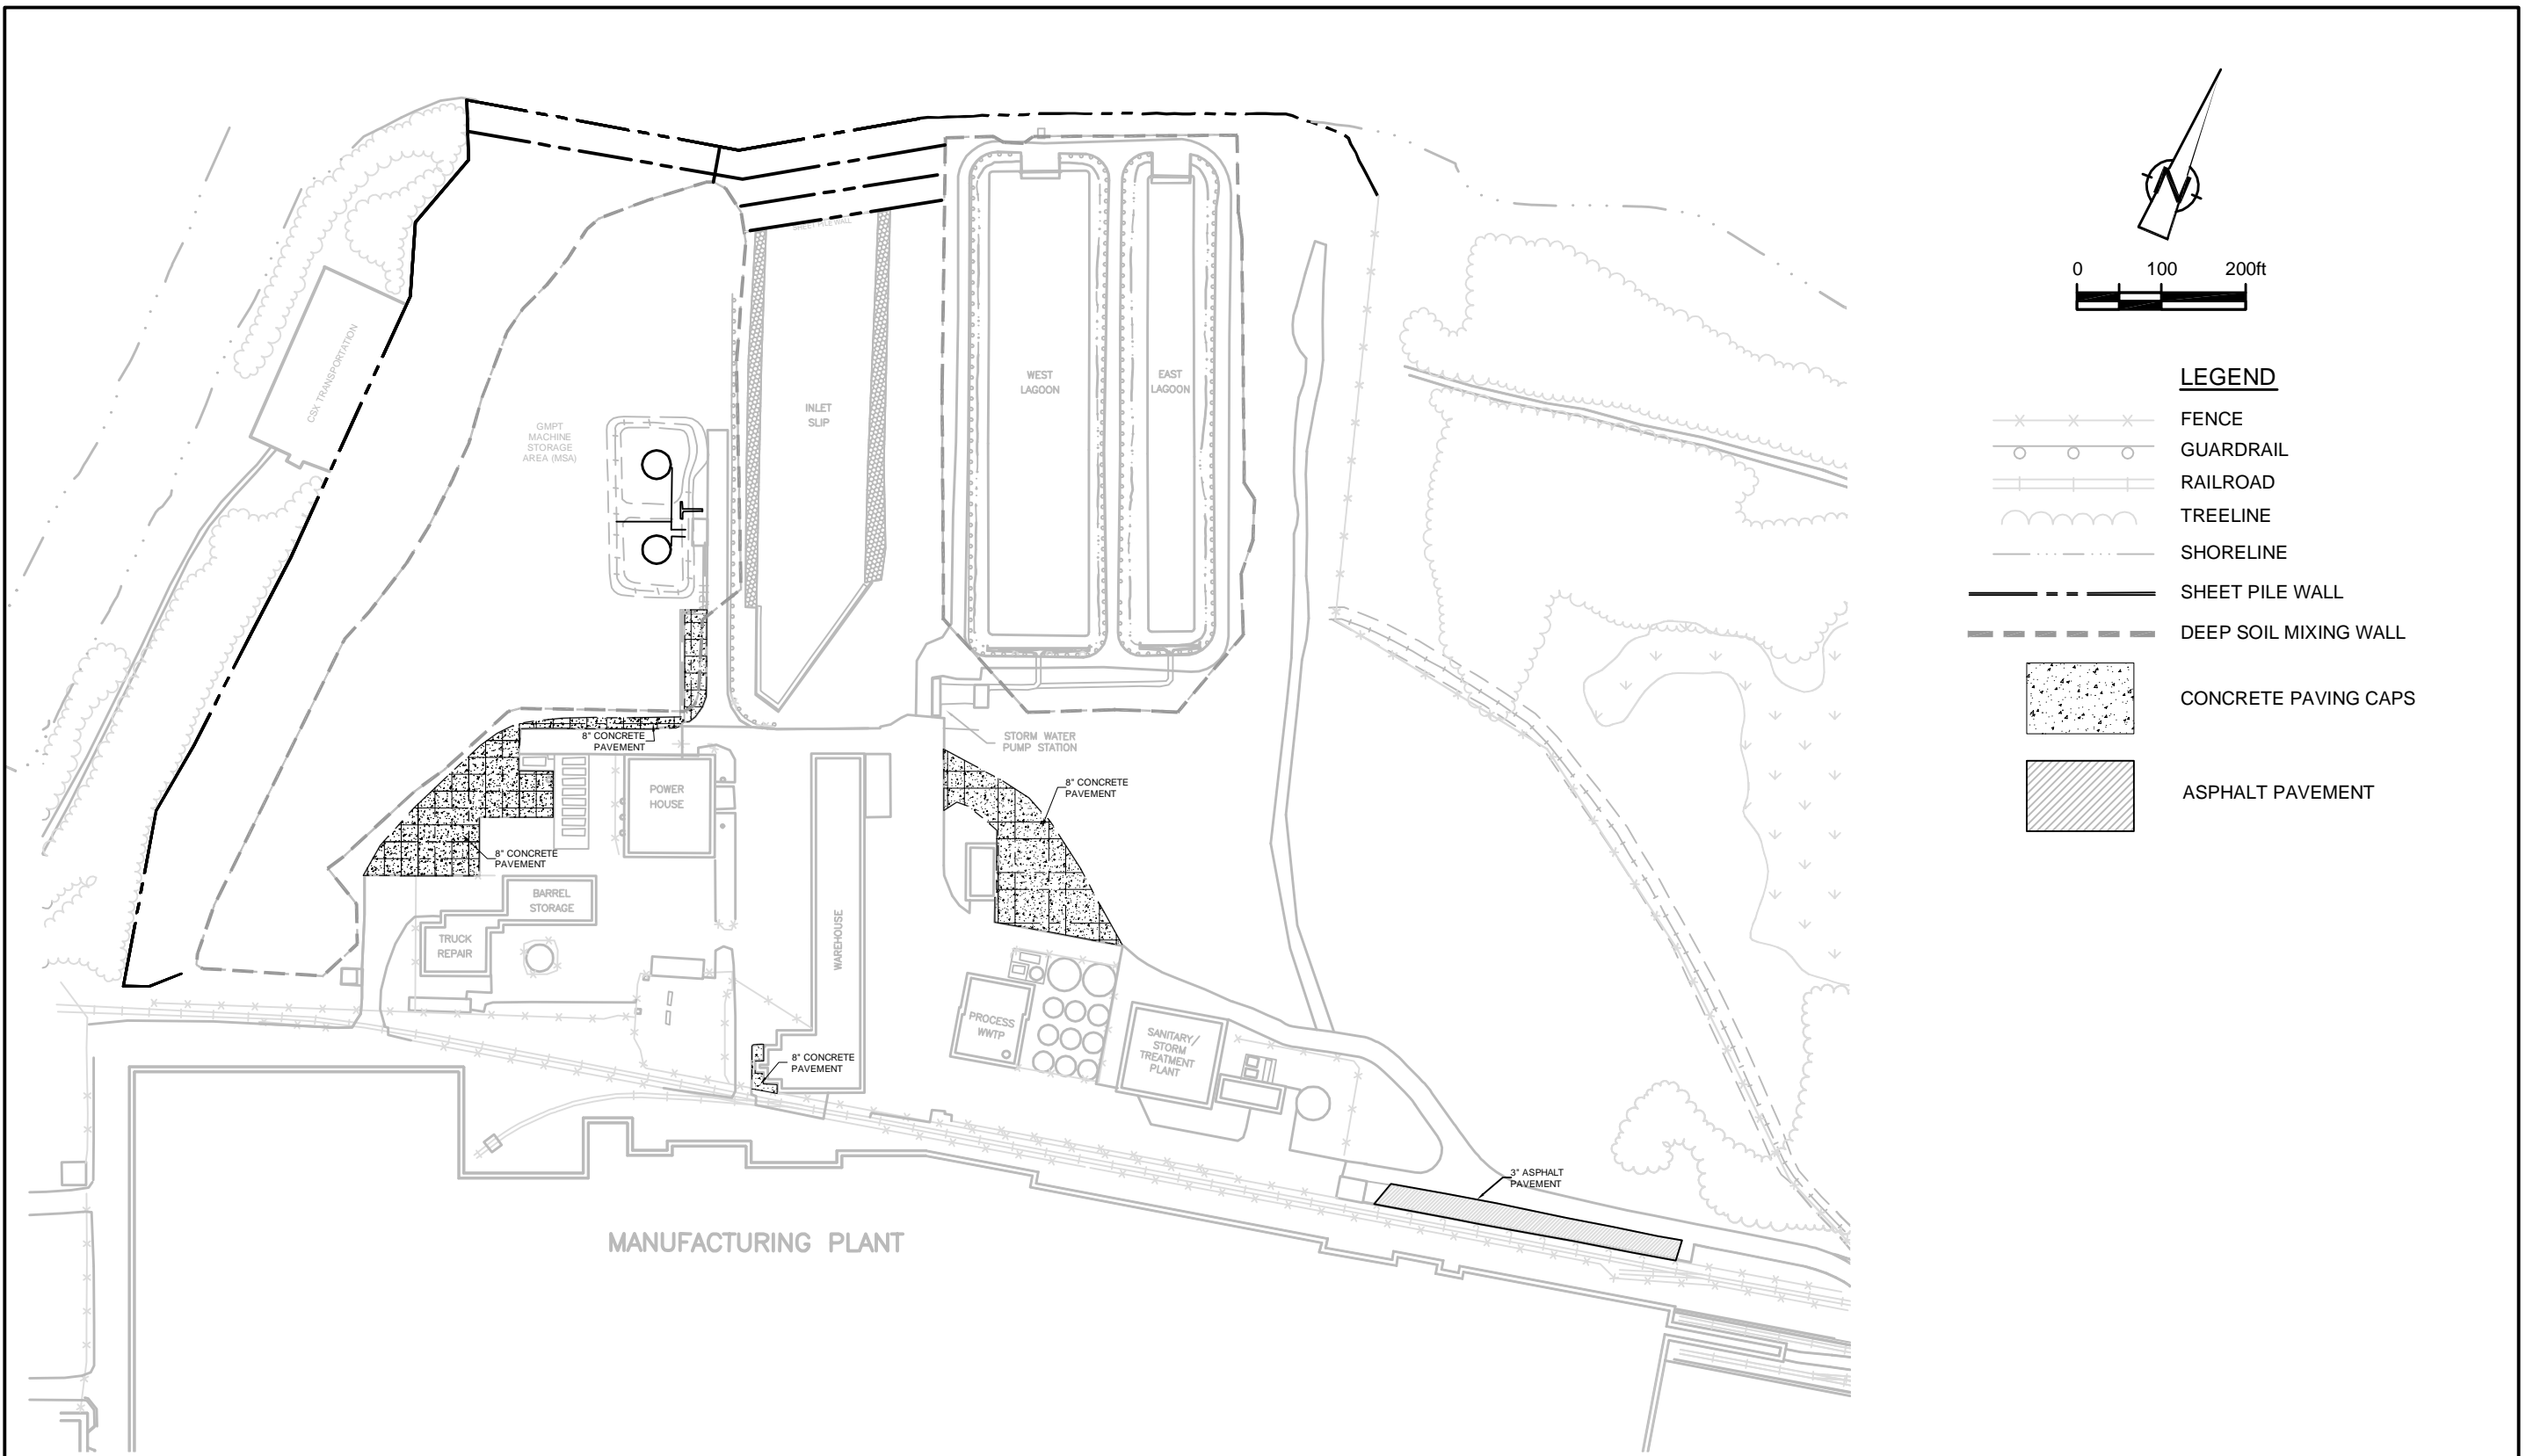 N
0 100 200ft
LEGEND
FENCE
GUARDRAIL
RAILROAD
TREELINE
SHORELINE
SHEET PILE WALL
DEEP SOIL MIXING WALL
CONCRETE PAVING CAPS
ASPHALT PAVEMENT
SHEET PILE WALL
CSX TRANSPORTATION
GMPT
MACHINE
STORAGE
AREA (MSA)
INLET
SLIP
WEST
LAGOON
EAST
LAGOON
8" CONCRETE
PAVEMENT
STORM WATER
PUMP STATION
8" CONCRETE
PAVEMENT
POWER
HOUSE
8" CONCRETE
PAVEMENT
BARREL
STORAGE
TRUCK
REPAIR
WAREHOUSE
PROCESS
WWTP
SANITARY/
STORM
TREATMENT
PLANT
8" CONCRETE
PAVEMENT
3" ASPHALT
PAVEMENT
MANUFACTURING PLANT